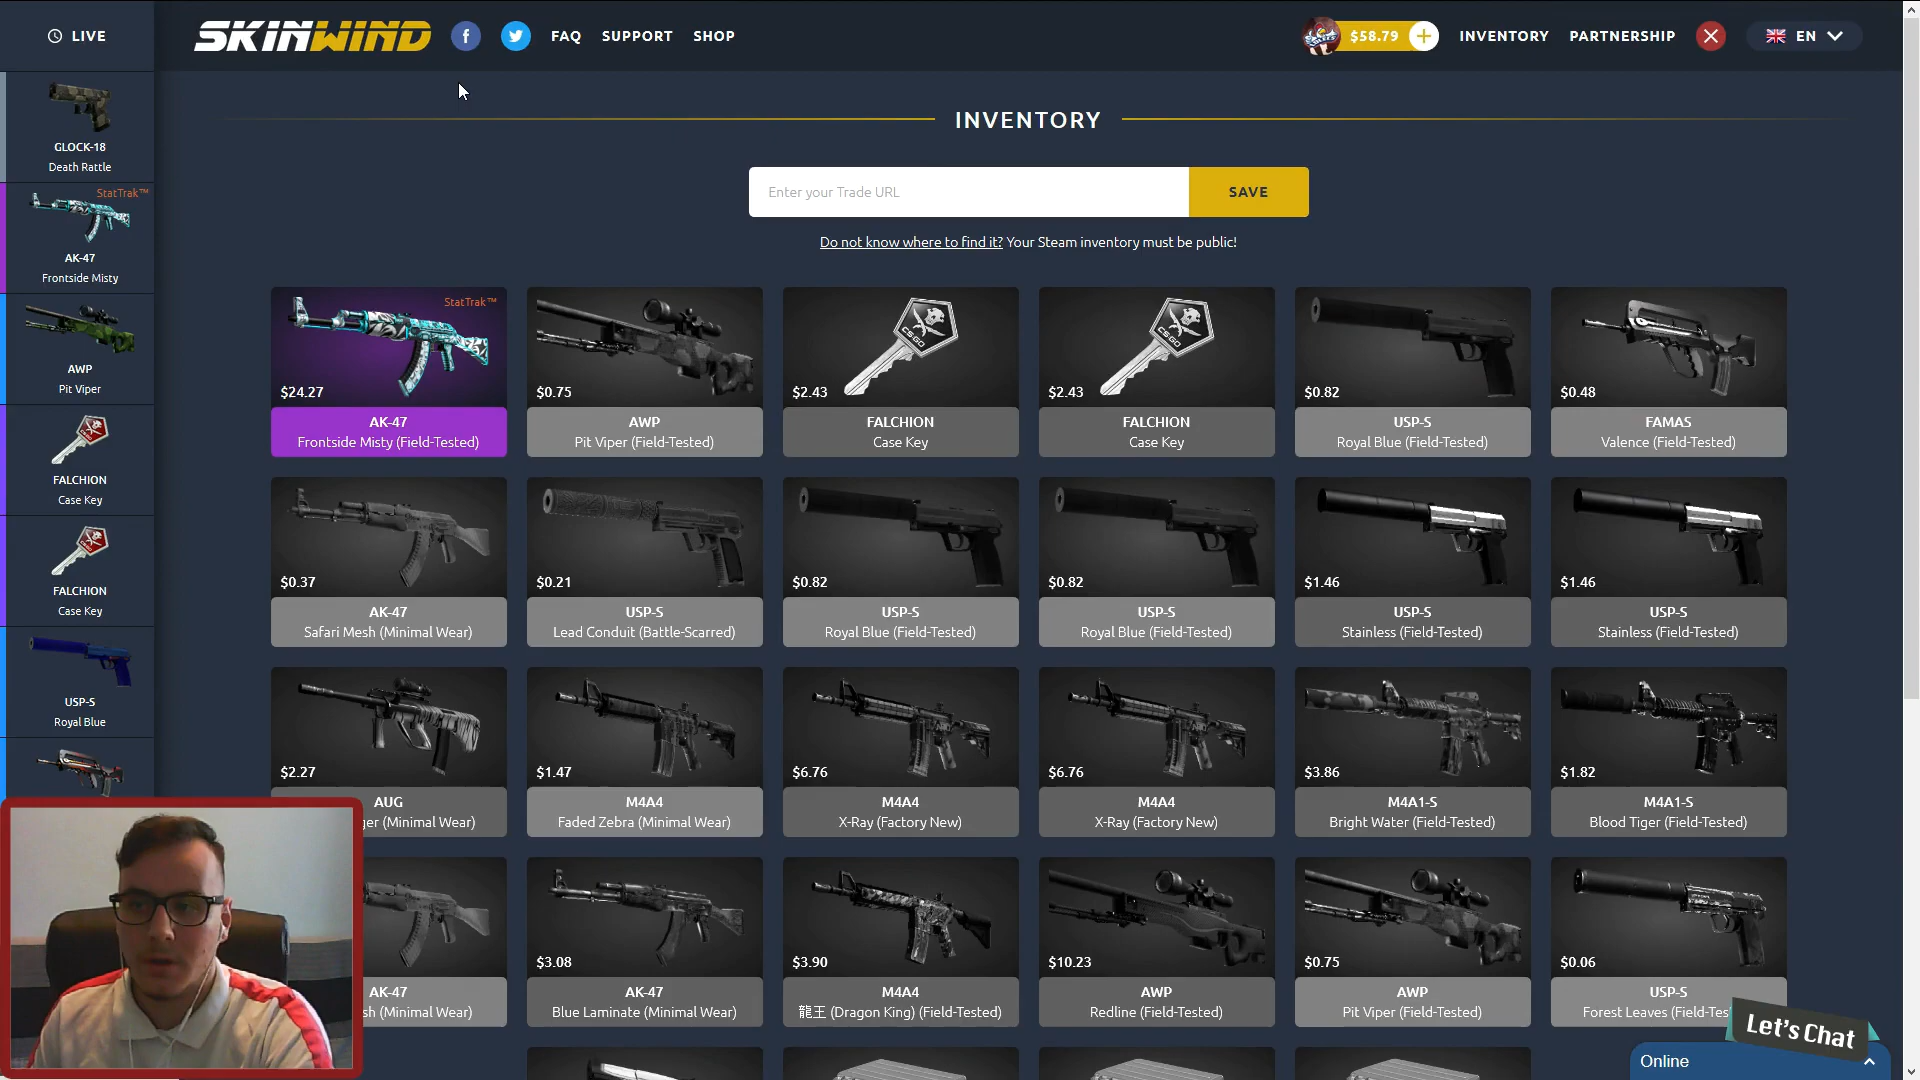 LIVE
SKINWIND
f
FAQ
SUPPORT
SHOP
$58.79
INVENTORY
PARTNERSHIP
EN
GLOCK-18
Death Rattle
StatTrak™
AK-47
Frontside Misty
AWP
Pit Viper
FALCHION
Case Key
FALCHION
Case Key
USP-S
Royal Blue
INVENTORY
Enter your Trade URL
SAVE
Do not know where to find it? Your Steam inventory must be public!
StatTrak™
$24.27
AK-47
Frontside Misty (Field-Tested)
$0.75
AWP
Pit Viper (Field-Tested)
CS:GO
$2.43
FALCHION
Case Key
CS:GO
$2.43
FALCHION
Case Key
$0.82
USP-S
Royal Blue (Field-Tested)
$0.48
FAMAS
Valence (Field-Tested)
$0.37
AK-47
Safari Mesh (Minimal Wear)
$0.21
USP-S
Lead Conduit (Battle-Scarred)
$0.82
USP-S
Royal Blue (Field-Tested)
$0.82
USP-S
Royal Blue (Field-Tested)
$1.46
USP-S
Stainless (Field-Tested)
$1.46
USP-S
Stainless (Field-Tested)
$2.27
AUG
ger (Minimal Wear)
$1.47
M4A4
Faded Zebra (Minimal Wear)
$6.76
M4A4
X-Ray (Factory New)
$6.76
M4A4
X-Ray (Factory New)
$3.86
M4A1-S
Bright Water (Field-Tested)
$1.82
M4A1-S
Blood Tiger (Field-Tested)
AK-47
sh (Minimal Wear)
$3.08
AK-47
Blue Laminate (Minimal Wear)
$3.90
M4A4
龍王 (Dragon King) (Field-Tested)
$10.23
AWP
Redline (Field-Tested)
$0.75
AWP
Pit Viper (Field-Tested)
$0.06
USP-S
Forest Leaves (Field-Tes
Let's Chat
Online